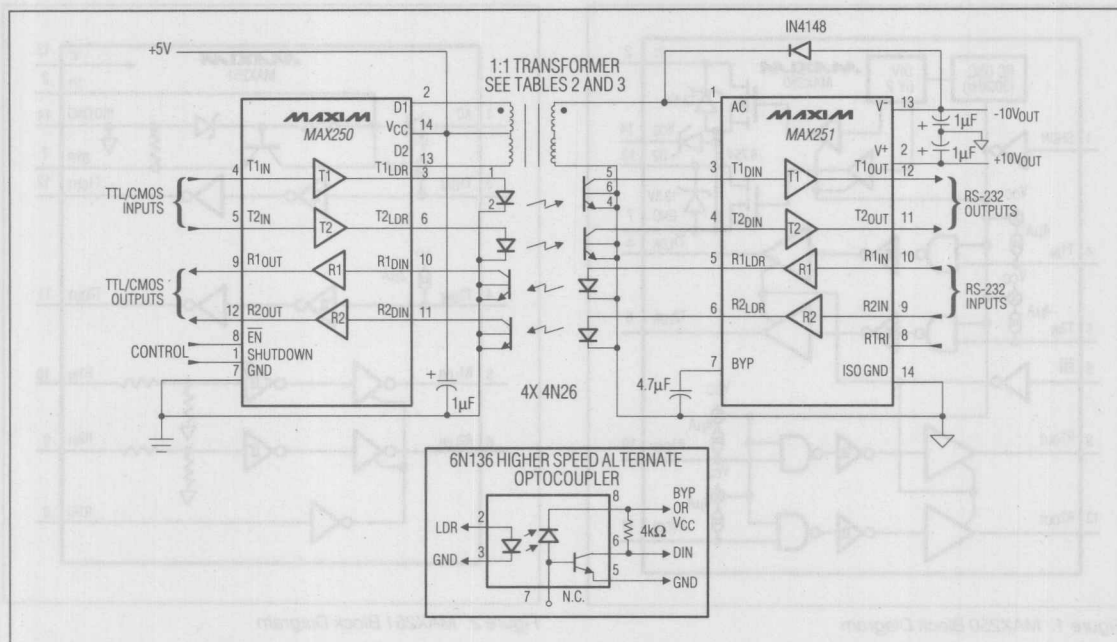 IN4148
+5V
1:1 TRANSFORMER
SEE TABLES 2 AND 3
MAXIM
MAX250
D1
2
VCC
14
D2
13
T1LDR
3
4
T1IN
T1
5
T2IN
T2
T2LDR
6
9
R1OUT
R1
R1DIN
10
12
R2OUT
R2
R2DIN
11
8
EN
1
SHUTDOWN
7
GND
TTL/CMOS
INPUTS
TTL/CMOS
OUTPUTS
CONTROL
+
1µF
1
2
5
6
4
4X 4N26
MAXIM
MAX251
1
AC
V-
13
-10VOUT
+
1µF
V+
2
+
1µF
+10VOUT
3
T1DIN
T1
T1OUT
12
4
T2DIN
T2
T2OUT
11
RS-232
OUTPUTS
5
R1LDR
R1
R1IN
10
6
R2LDR
R2
R2IN
9
RS-232
INPUTS
RTRI
8
7
BYP
ISO GND
14
4.7µF
6N136 HIGHER SPEED ALTERNATE
OPTOCOUPLER
8
BYP
OR
VCC
LDR
2
4kΩ
6
DIN
GND
3
5
GND
7
N.C.